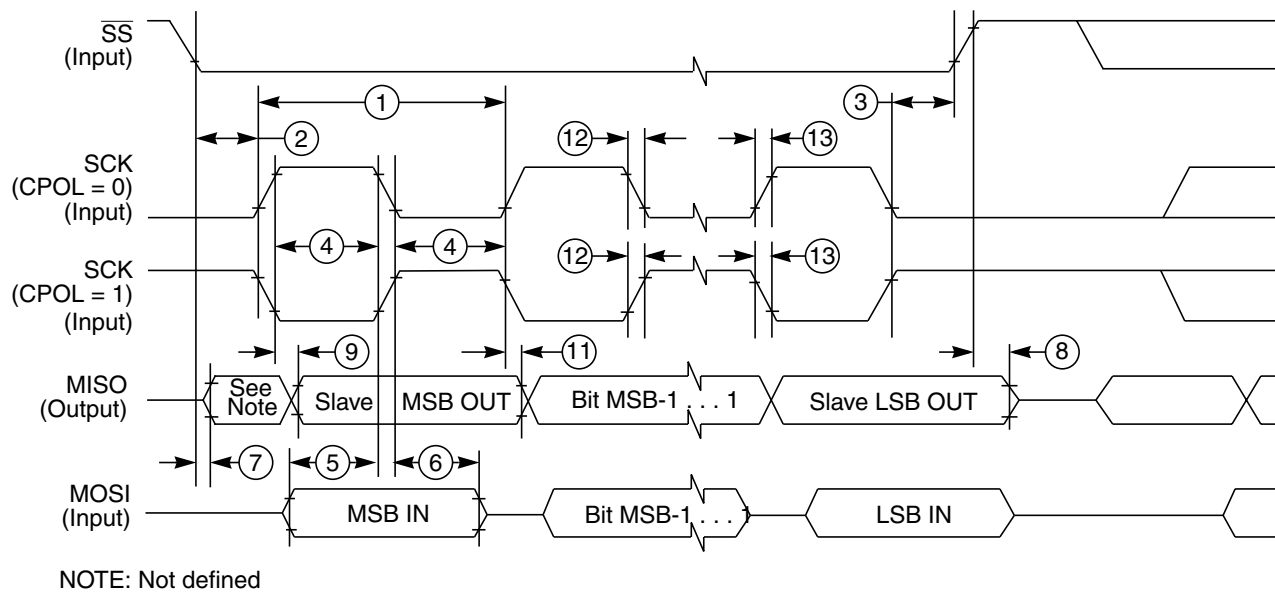 SS
(Input)
1
3
2
12
13
SCK
(CPOL = 0)
(Input)
4
4
SCK
(CPOL = 1)
(Input)
12
13
9
11
8
MISO
(Output)
See
Note
Slave
MSB OUT
Bit MSB-1 . . . 1
Slave LSB OUT
7
5
6
MOSI
(Input)
MSB IN
Bit MSB-1 . . . 1
LSB IN
NOTE: Not defined